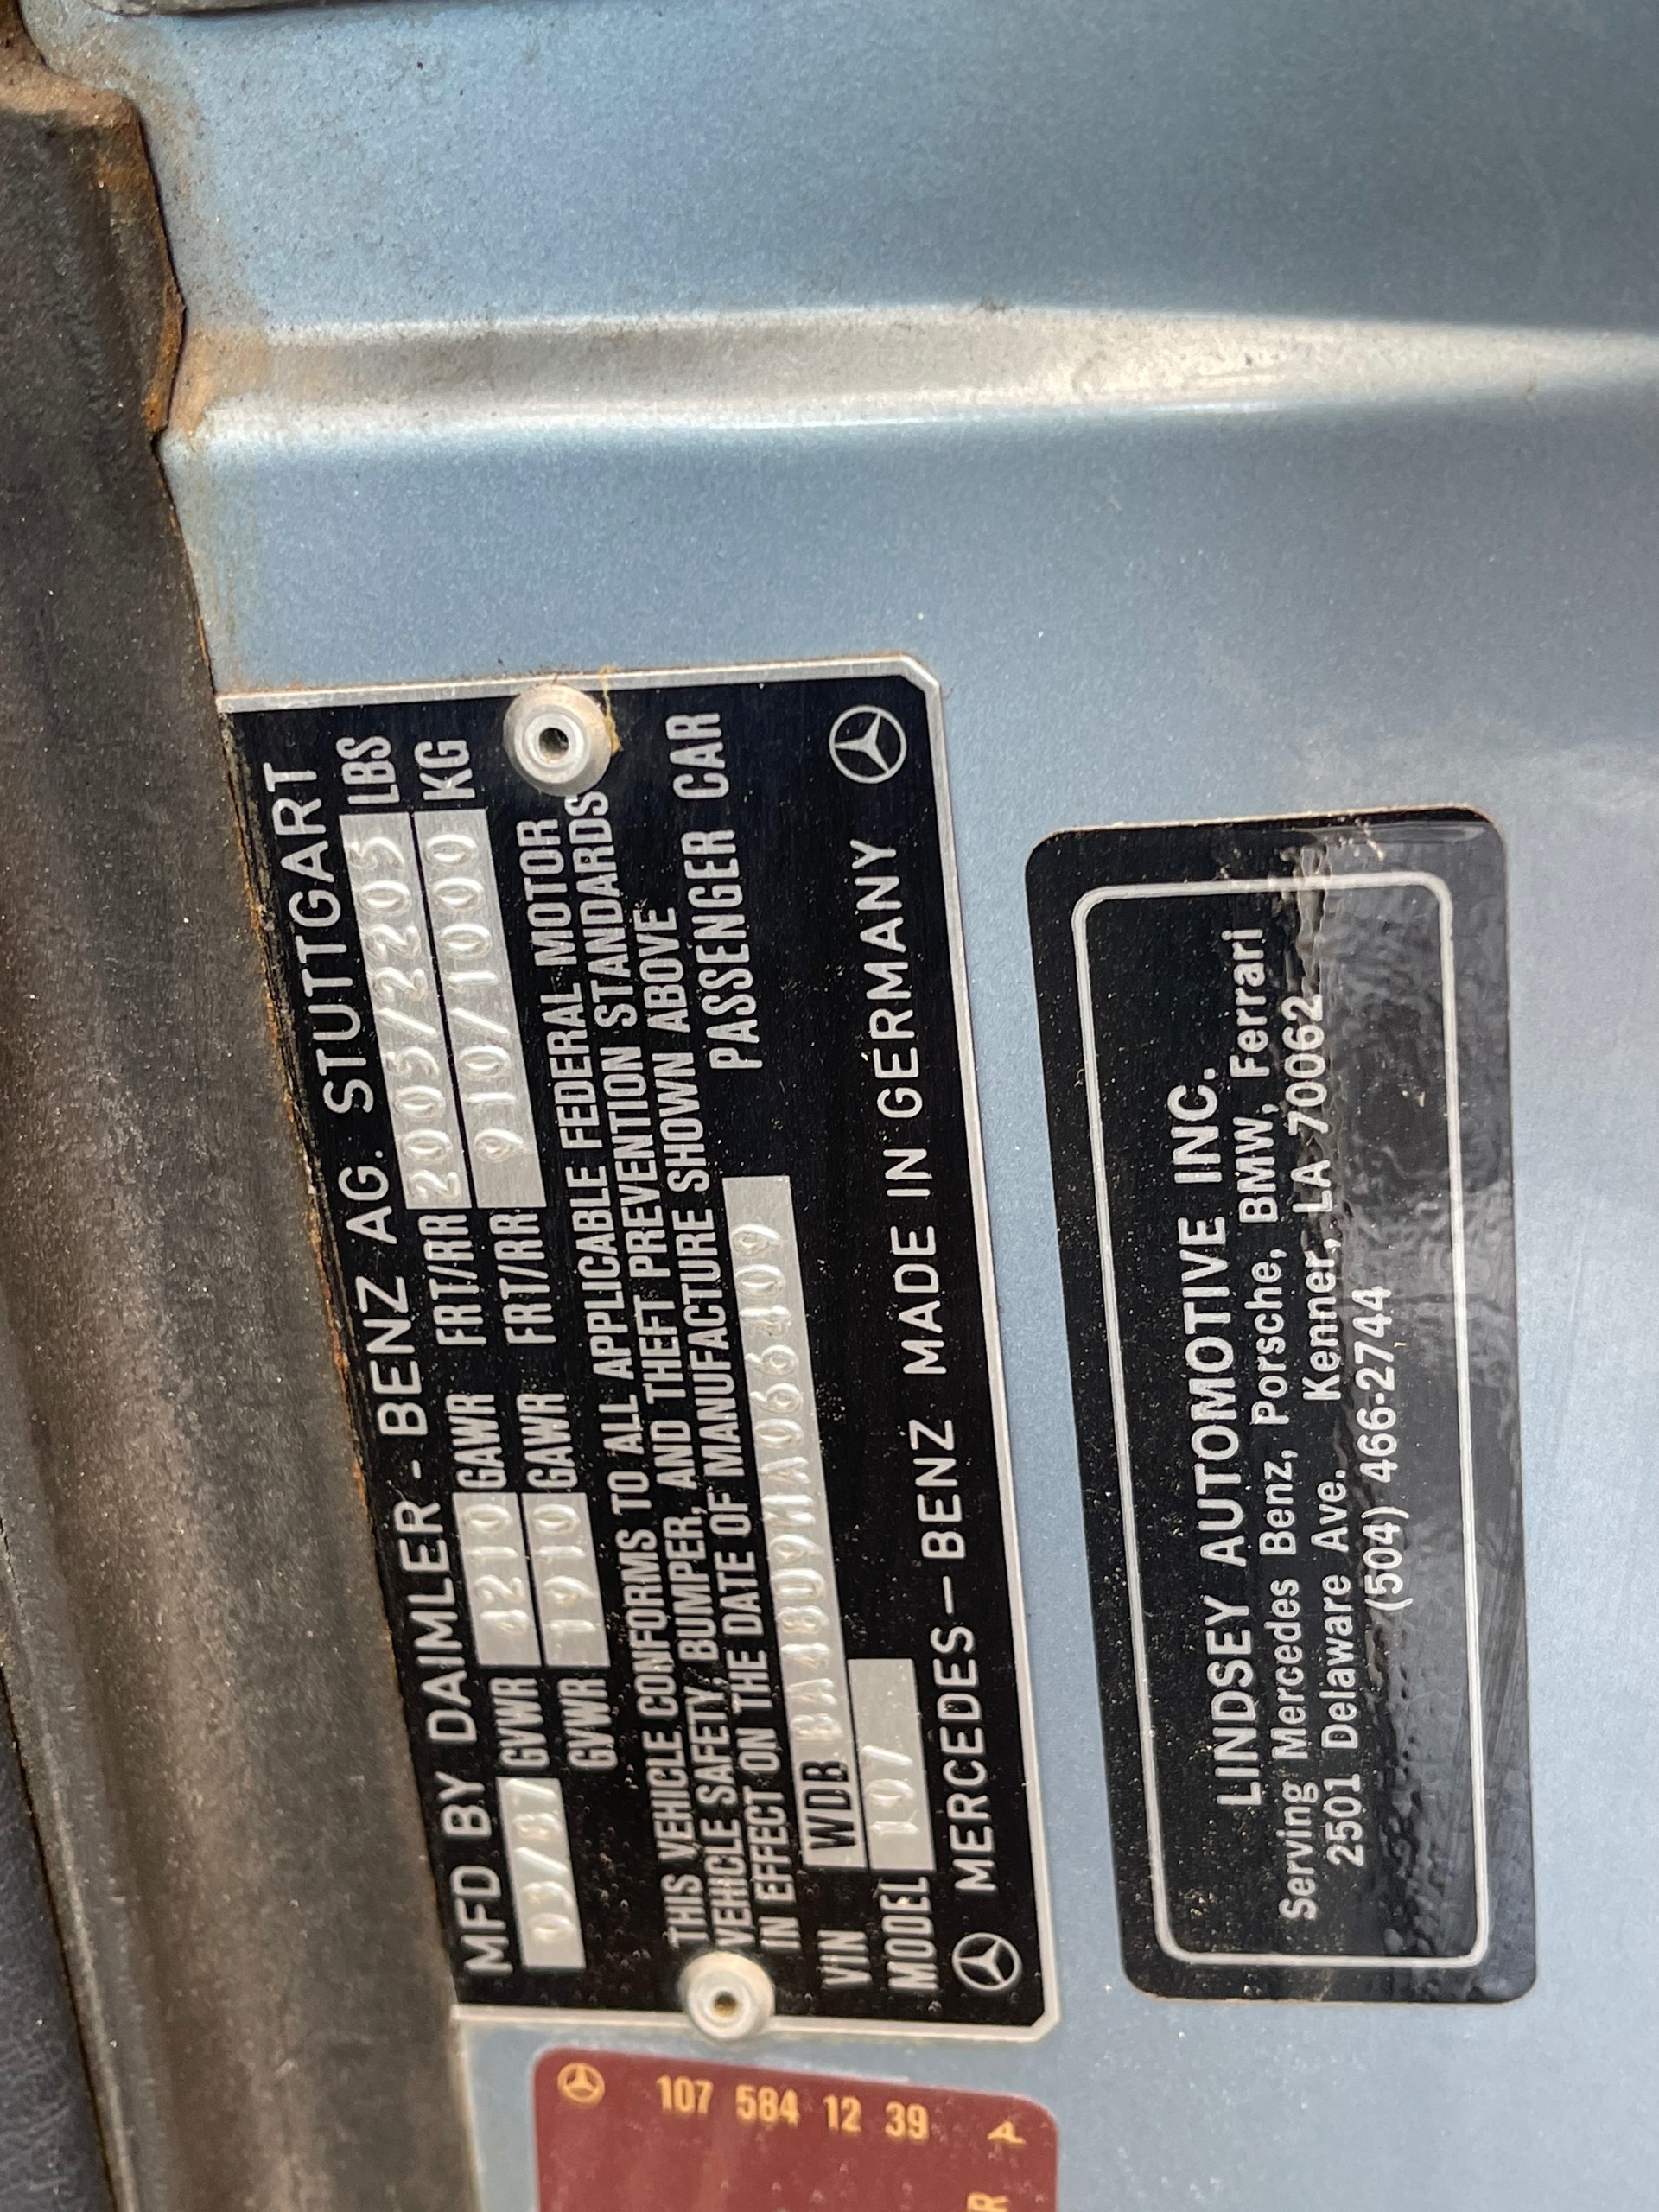 MFD BY DAIMLER - BENZ AG. STUTTGART
03/87 GVWR 4210 GAWR FRT/RR 2005/2205 LBS
GVWR 1910 GAWR FRT/RR 910/1000 KG
THIS VEHICLE CONFORMS TO ALL APPLICABLE FEDERAL MOTOR
VEHICLE SAFETY, BUMPER, AND THEFT PREVENTION STANDARDS
IN EFFECT ON THE DATE OF MANUFACTURE SHOWN ABOVE
VIN WDB BA48D9HA066409 PASSENGER CAR
MODEL 107
MERCEDES-BENZ MADE IN GERMANY
LINDSEY AUTOMOTIVE INC.
Serving Mercedes Benz, Porsche, BMW, Ferrari
2501 Delaware Ave. Kenner, LA 70062
(504) 466-2744
107 584 12 39
A
R